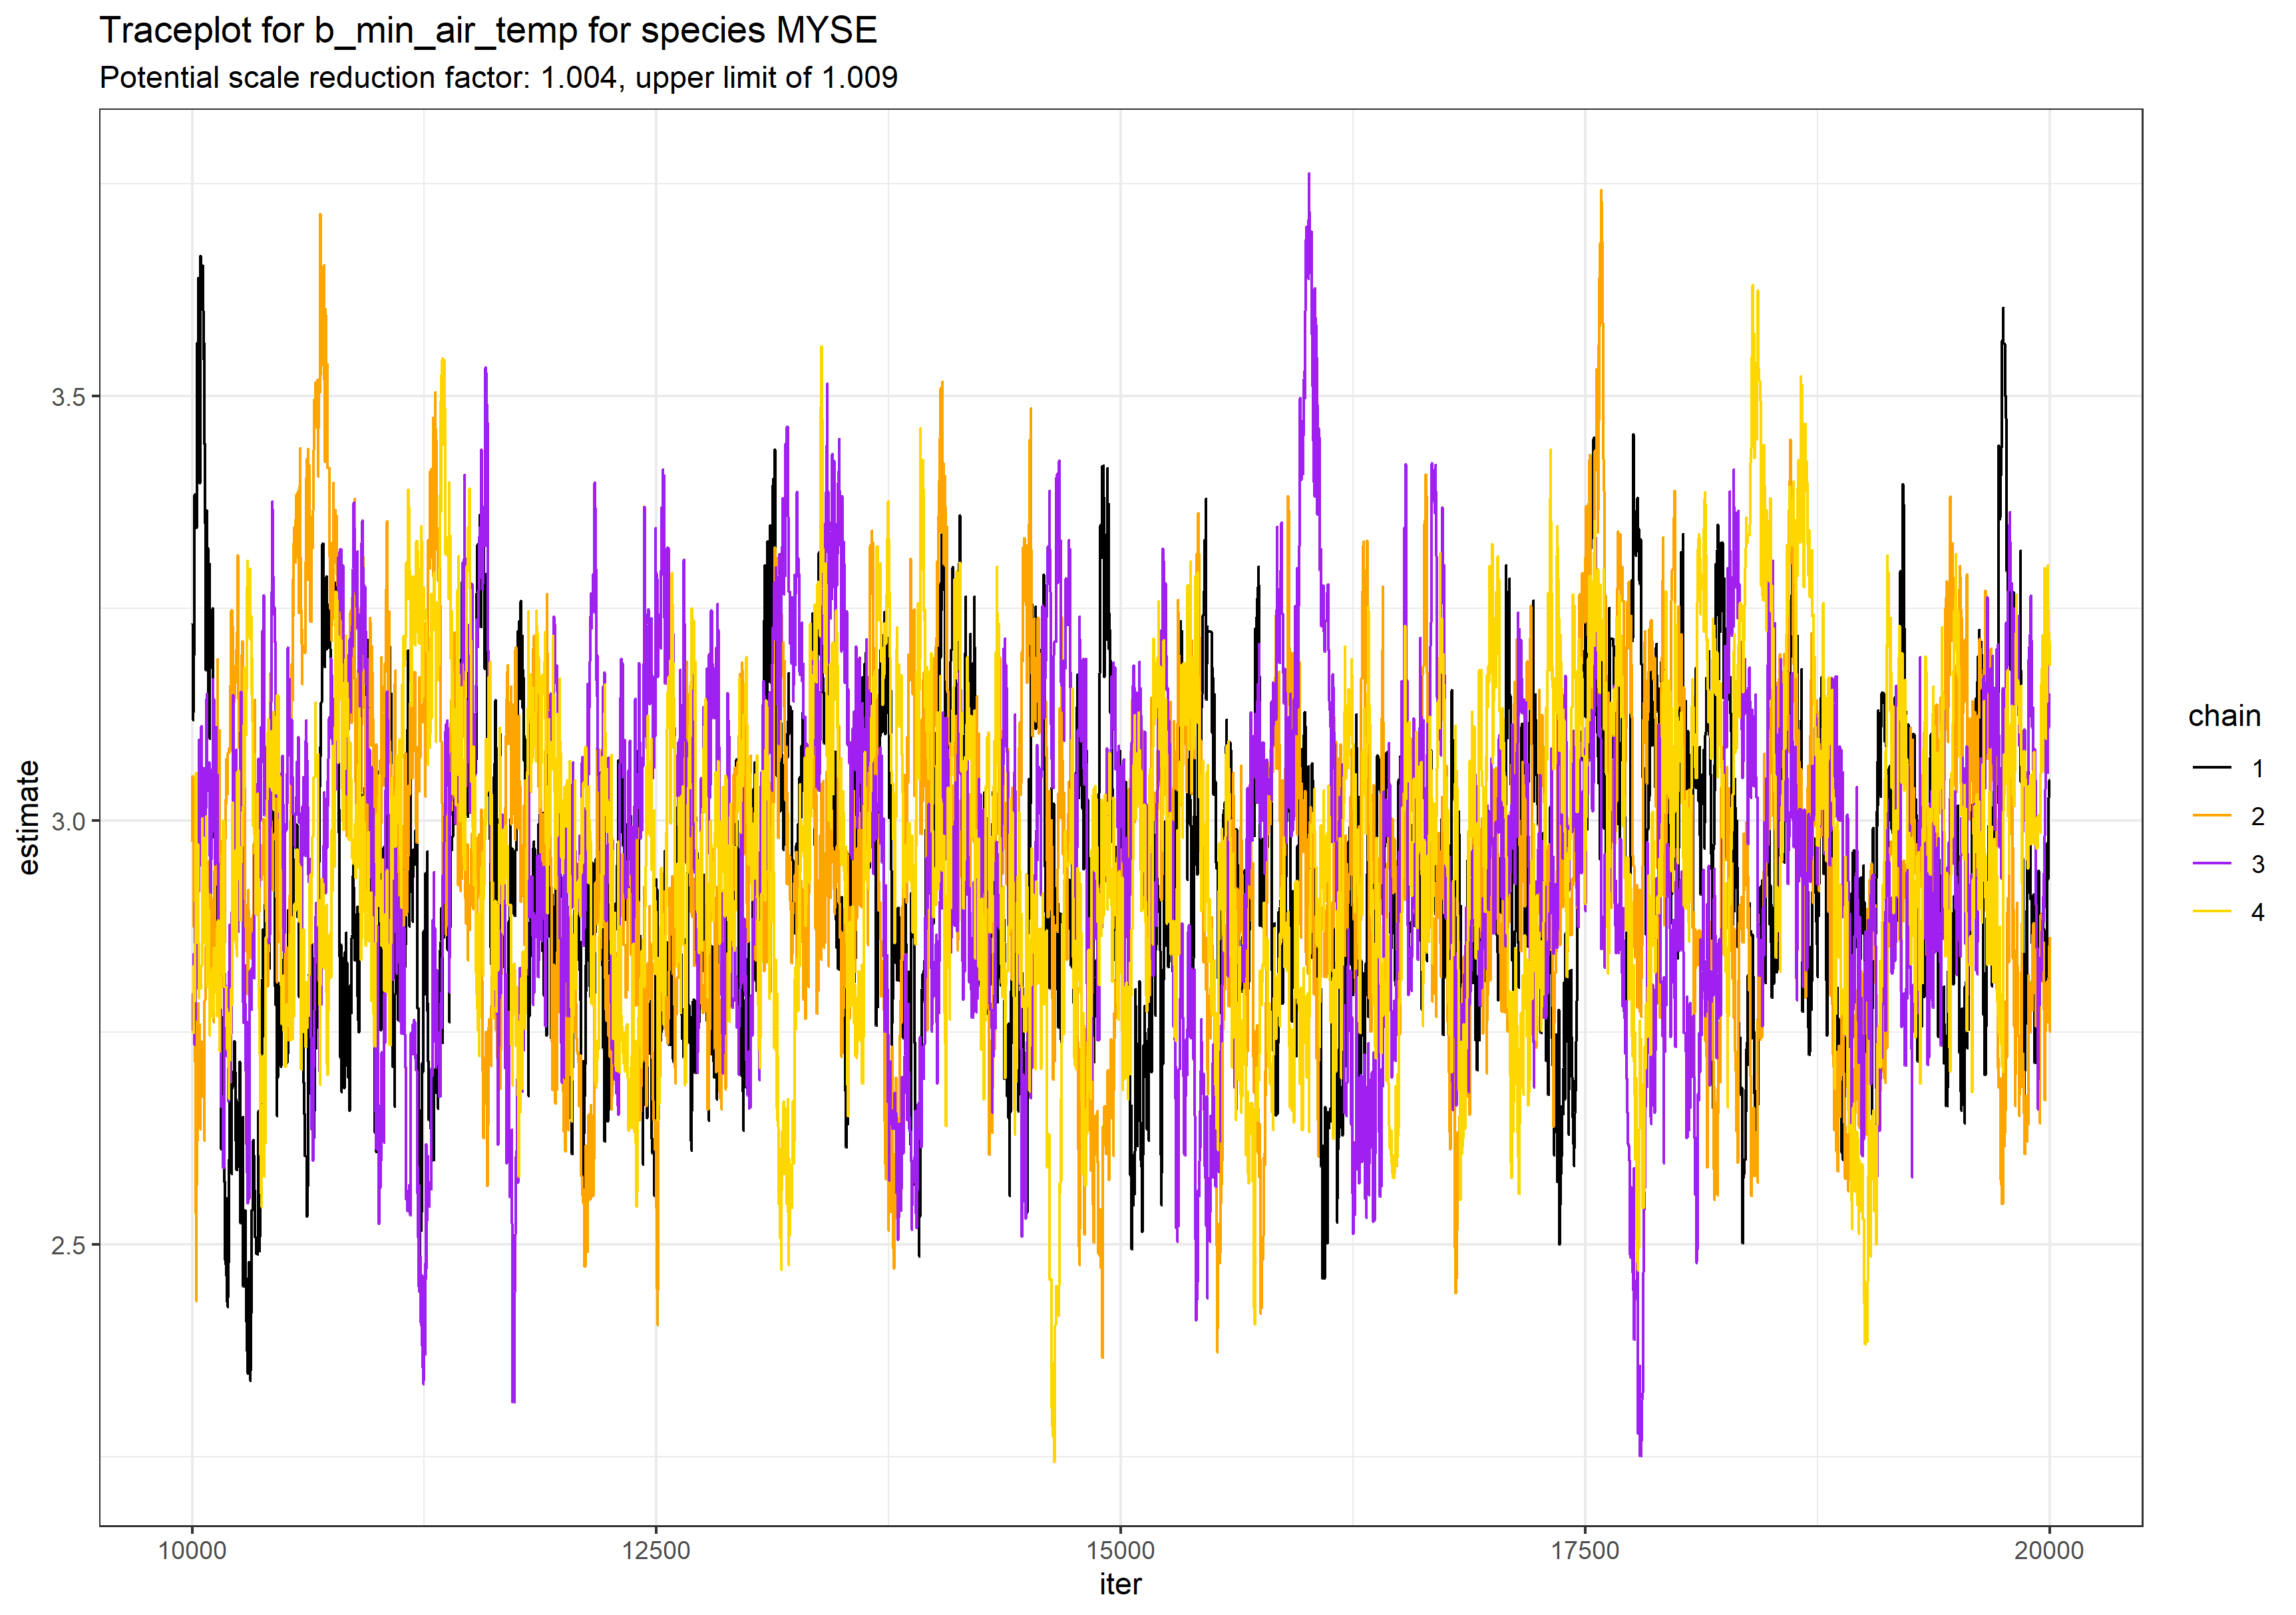 Traceplot for b_min_air_temp for species MYSE
Potential scale reduction factor: 1.004, upper limit of 1.009
3.5
3.0
2.5
estimate
10000
12500
15000
17500
20000
iter
chain
1
2
3
4